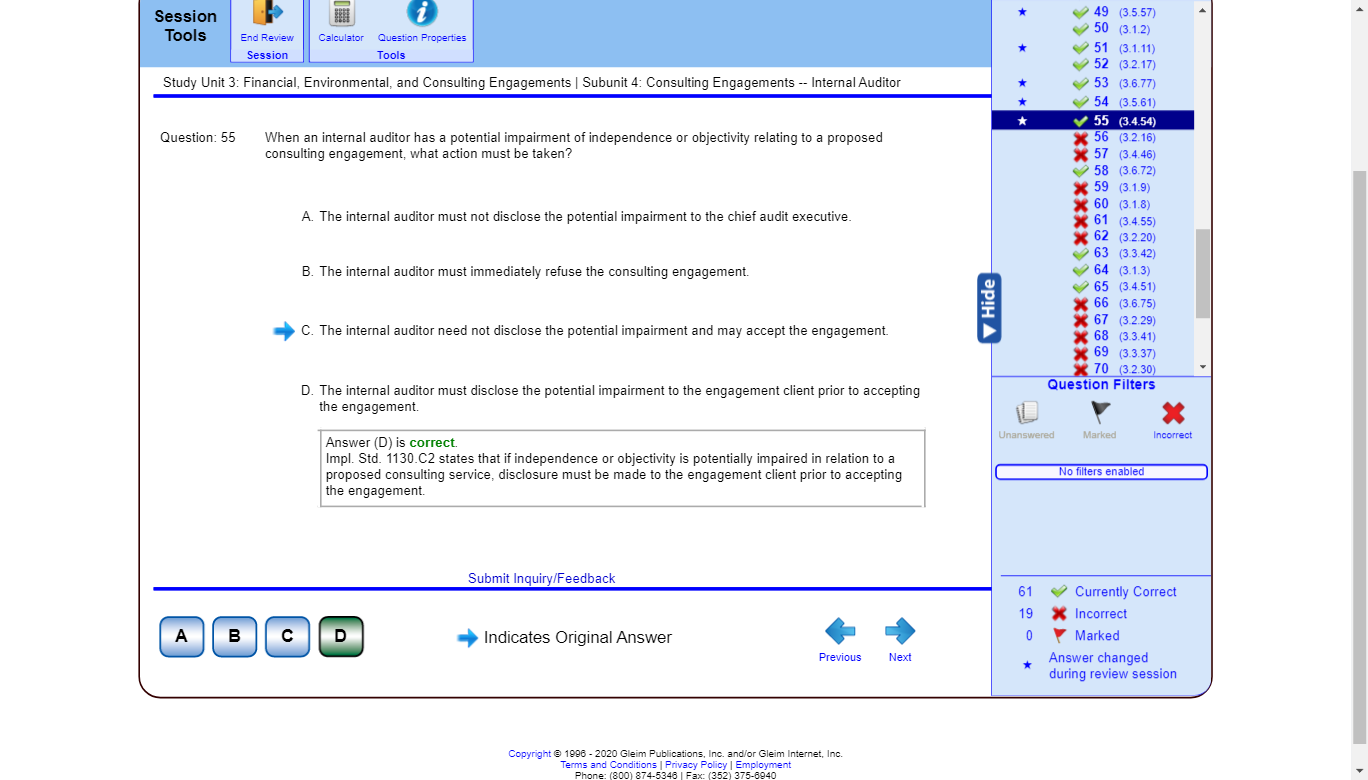 Session
Tools
End Review
Session
Calculator
Question Properties
Tools
Study Unit 3: Financial, Environmental, and Consulting Engagements | Subunit 4: Consulting Engagements -- Internal Auditor
Question: 55
When an internal auditor has a potential impairment of independence or objectivity relating to a proposed
consulting engagement, what action must be taken?
A. The internal auditor must not disclose the potential impairment to the chief audit executive.
B. The internal auditor must immediately refuse the consulting engagement.
C. The internal auditor need not disclose the potential impairment and may accept the engagement.
D. The internal auditor must disclose the potential impairment to the engagement client prior to accepting
the engagement.
Answer (D) is correct.
Impl. Std. 1130.C2 states that if independence or objectivity is potentially impaired in relation to a
proposed consulting service, disclosure must be made to the engagement client prior to accepting
the engagement.
Submit Inquiry/Feedback
A
B
C
D
Indicates Original Answer
Previous
Next
49 (3.5.57)
50 (3.1.2)
51 (3.1.11)
52 (3.2.17)
53 (3.6.77)
54 (3.5.61)
55 (3.4.54)
56 (3.2.16)
57 (3.4.46)
58 (3.6.72)
59 (3.1.9)
60 (3.1.8)
61 (3.4.55)
62 (3.2.20)
63 (3.3.42)
64 (3.1.3)
65 (3.4.51)
66 (3.6.75)
67 (3.2.29)
68 (3.3.41)
69 (3.3.37)
70 (3.2.30)
Hide
Question Filters
Unanswered
Marked
Incorrect
No filters enabled
61 Currently Correct
19 Incorrect
0 Marked
Answer changed
during review session
Copyright © 1996 - 2020 Gleim Publications, Inc. and/or Gleim Internet, Inc.
Terms and Conditions | Privacy Policy | Employment
Phone: (800) 874-5346 | Fax: (352) 375-6940